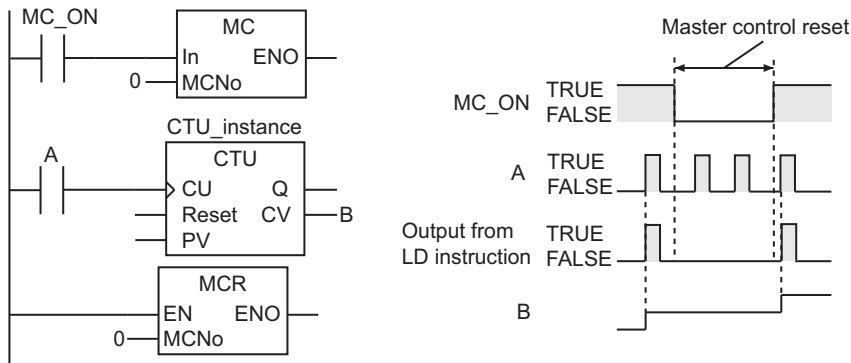 MC_ON
MC
In ENO
0 MCNo
CTU_instance
A
CTU
CU Q
Reset CV B
PV
MCR
EN ENO
0 MCNo
Master control reset
MC_ON TRUE
FALSE
A TRUE
FALSE
Output from
LD instruction
TRUE
FALSE
B